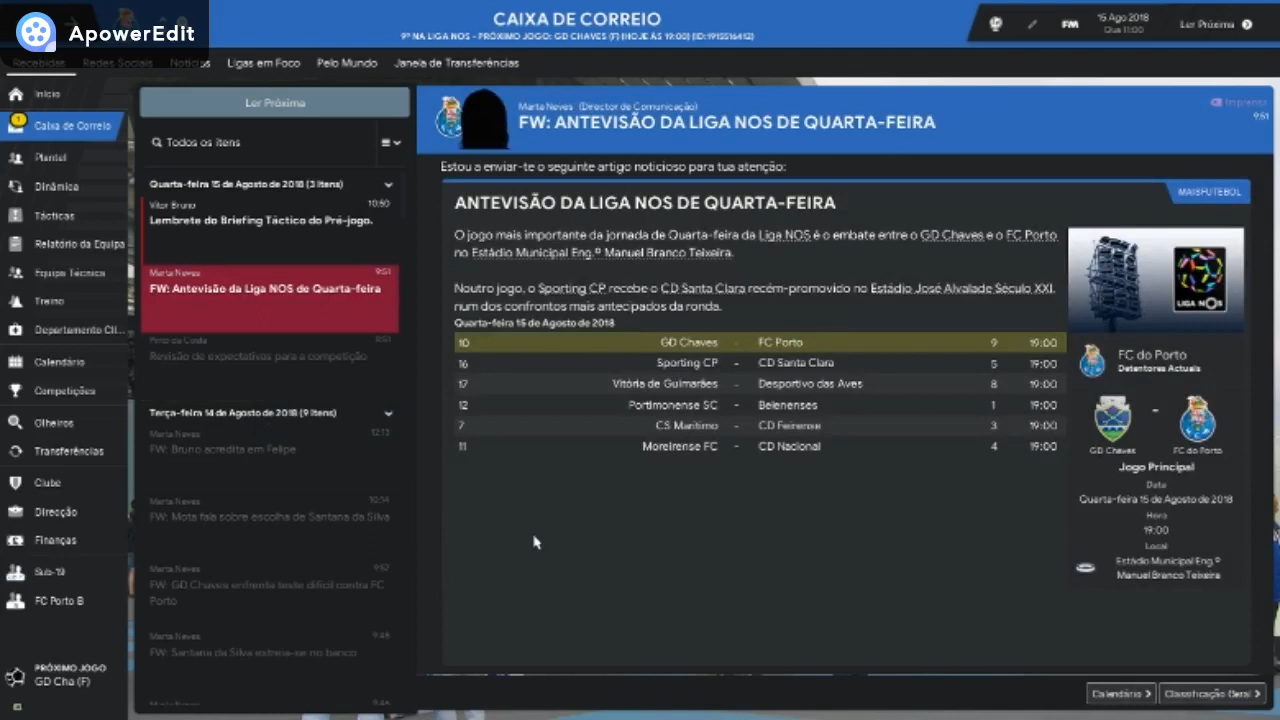 ApowerEdit
CAIXA DE CORREIO
9º NA LIGA NOS - PRÓXIMO JOGO: GD CHAVES (F) (HOJE ÀS 19:00) (ID:1915516412)
FM
15 Ago 2018
Qua 11:00
Ler Próxima
Recebidas
Redes Sociais
Notícias
Ligas em Foco
Pelo Mundo
Janela de Transferências
Início
1
Caixa de Correio
Plantel
Dinâmica
Tácticas
Relatório da Equipa
Equipa Técnica
Treino
Departamento Clí...
Calendário
Competições
Olheiros
Transferências
Clube
Direcção
Finanças
Sub-19
FC Porto B
PRÓXIMO JOGO
GD Cha (F)
Ler Próxima
Todos os itens
Quarta-feira 15 de Agosto de 2018 (3 itens)
Vítor Bruno 10:50
Lembrete do Briefing Táctico do Pré-jogo.
Marta Neves 9:51
FW: Antevisão da Liga NOS de Quarta-feira
Pinto da Costa 8:50
Revisão de expectativas para a competição
Terça-feira 14 de Agosto de 2018 (9 itens)
Marta Neves 12:13
FW: Bruno acredita em Felipe
Marta Neves 10:14
FW: Mota fala sobre escolha de Santana da Silva
Marta Neves 9:52
FW: GD Chaves enfrenta teste difícil contra FC
Porto
Marta Neves 9:48
FW: Santana da Silva estreia-se no banco
Marta Neves 9:46
Marta Neves (Director de Comunicação)
FW: ANTEVISÃO DA LIGA NOS DE QUARTA-FEIRA
Imprensa
9:51
Estou a enviar-te o seguinte artigo noticioso para tua atenção:
MAISFUTEBOL
ANTEVISÃO DA LIGA NOS DE QUARTA-FEIRA
O jogo mais importante da jornada de Quarta-feira da Liga NOS é o embate entre o GD Chaves e o FC Porto
no Estádio Municipal Eng.º Manuel Branco Teixeira.
Noutro jogo, o Sporting CP recebe o CD Santa Clara recém-promovido no Estádio José Alvalade Século XXI,
num dos confrontos mais antecipados da ronda.
Quarta-feira 15 de Agosto de 2018
10 GD Chaves - FC Porto 9 19:00
16 Sporting CP - CD Santa Clara 5 19:00
17 Vitória de Guimarães - Desportivo das Aves 8 19:00
12 Portimonense SC - Belenenses 1 19:00
7 CS Marítimo - CD Feirense 3 19:00
11 Moreirense FC - CD Nacional 4 19:00
LIGA NOS
FC do Porto
Detentores Actuais
-
GD Chaves FC do Porto
Jogo Principal
Data
Quarta-feira 15 de Agosto de 2018
Hora
19:00
Local
Estádio Municipal Eng.º
Manuel Branco Teixeira
Calendário
Classificação Geral